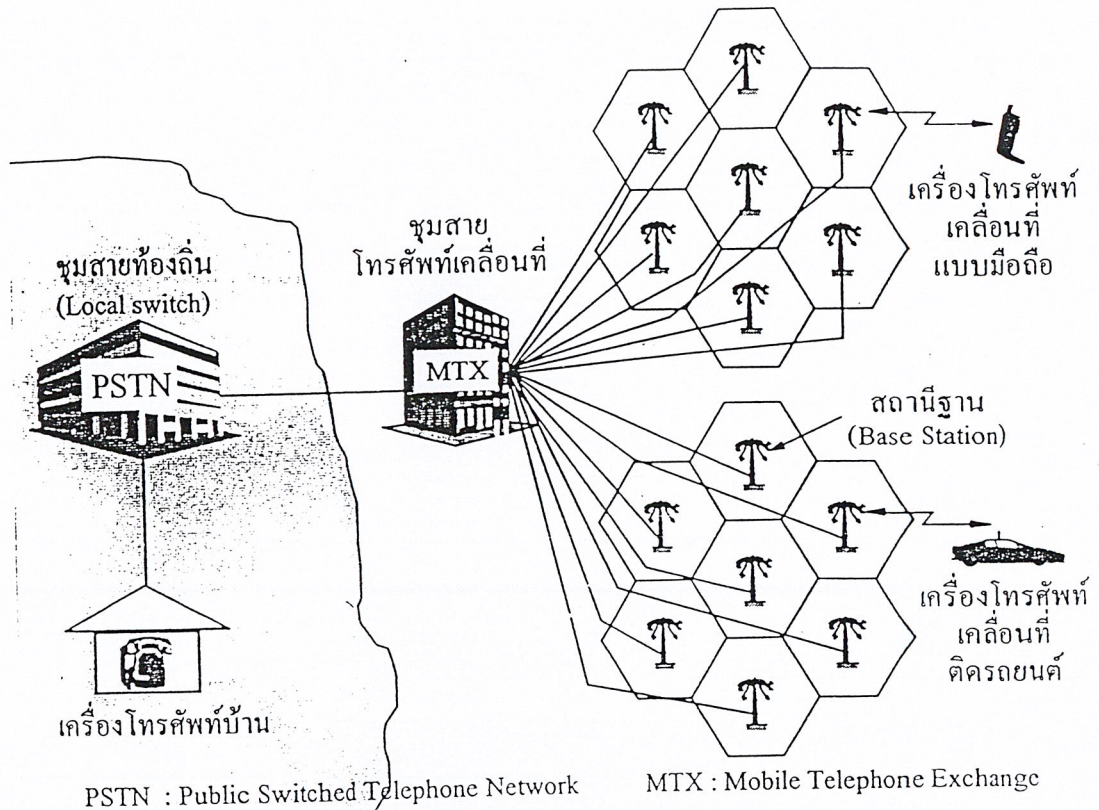 ชุมสายท้องถิ่น
(Local switch)
PSTN
เครื่องโทรศัพท์บ้าน
ชุมสาย
โทรศัพท์เคลื่อนที่
MTX
เครื่องโทรศัพท์
เคลื่อนที่
แบบมือถือ
สถานีฐาน
(Base Station)
เครื่องโทรศัพท์
เคลื่อนที่
ติดรถยนต์
PSTN : Public Switched Telephone Network
MTX : Mobile Telephone Exchange